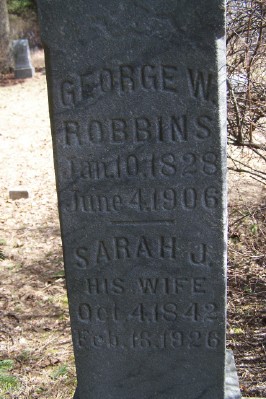 GEORGE W.
ROBBINS
Jan. 10, 1828
June 4, 1906
SARAH J.
HIS WIFE
Oct. 4, 1842
Feb. 18, 1926